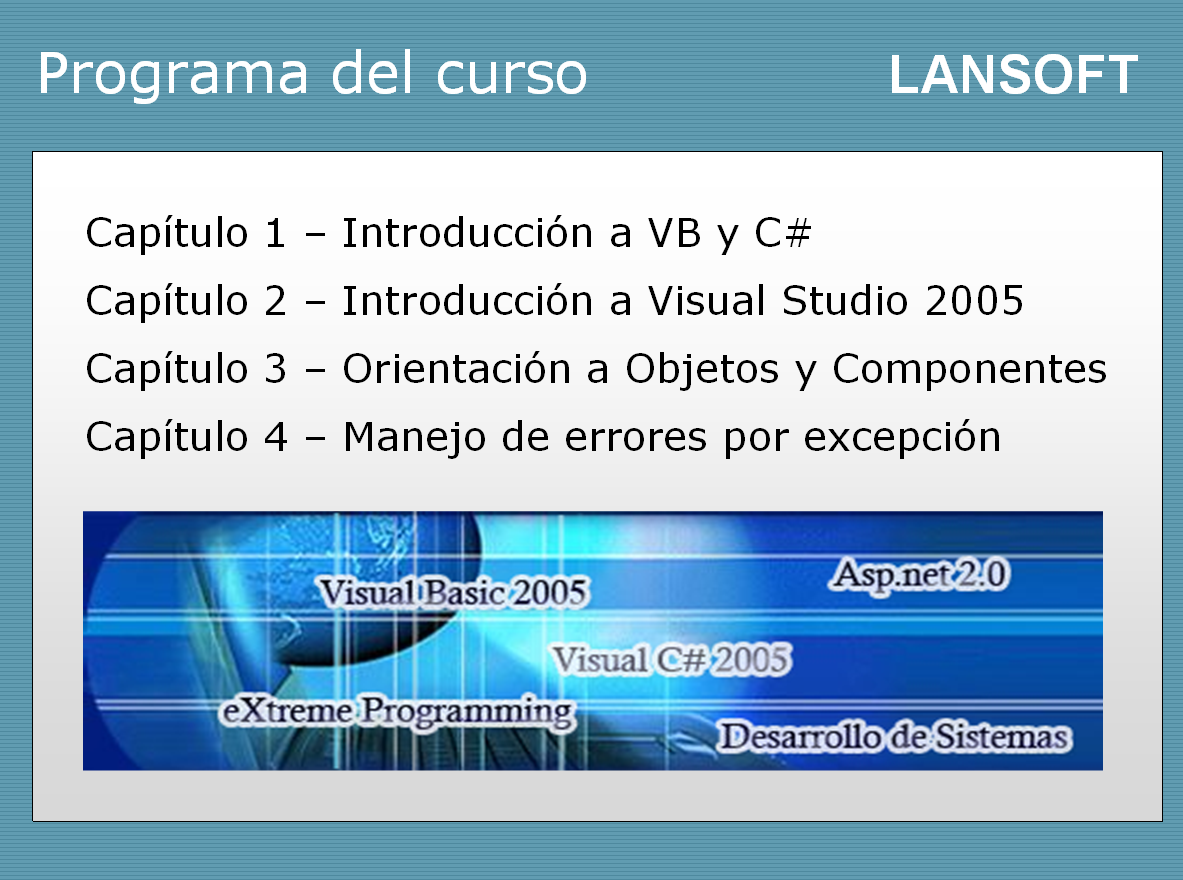 Programa del curso
LANSOFT
Capítulo 1 – Introducción a VB y C#
Capítulo 2 – Introducción a Visual Studio 2005
Capítulo 3 – Orientación a Objetos y Componentes
Capítulo 4 – Manejo de errores por excepción
Asp.net 2.0
Visual Basic 2005
Visual C# 2005
eXtreme Programming
Desarrollo de Sistemas